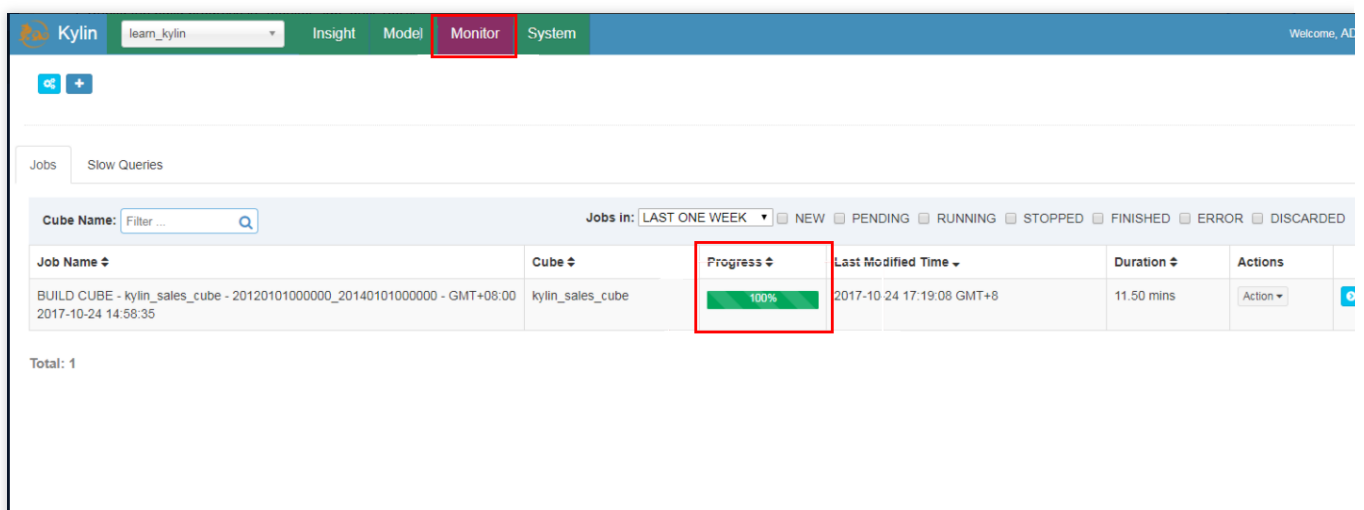 Kylin learn_kylin Insight Model Monitor System Welcome, AD
Jobs Slow Queries
Cube Name: Filter ... Jobs in: LAST ONE WEEK NEW PENDING RUNNING STOPPED FINISHED ERROR DISCARDED
Job Name Cube Progress Last Modified Time Duration Actions
BUILD CUBE - kylin_sales_cube - 20120101000000_20140101000000 - GMT+08:00 kylin_sales_cube 100% 2017-10-24 17:19:08 GMT+8 11.50 mins Action
2017-10-24 14:58:35
Total: 1